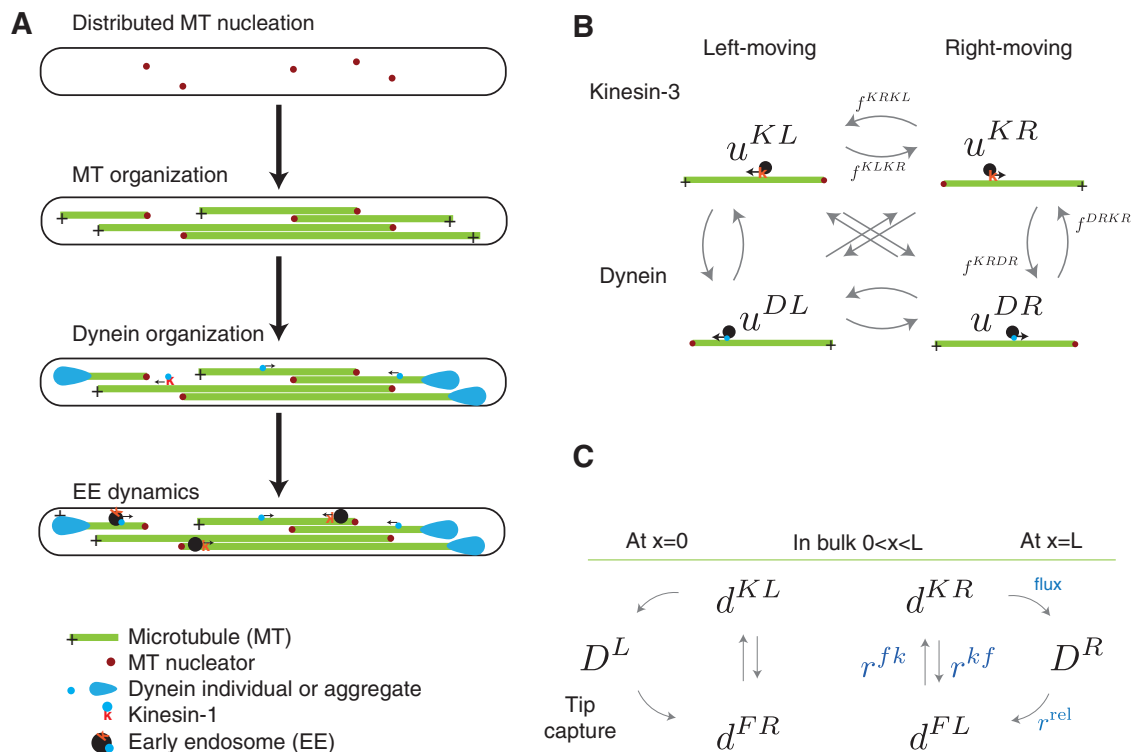 A
Distributed MT nucleation
MT organization
Dynein organization
K
EE dynamics
K
K
K
Microtubule (MT)
MT nucleator
Dynein individual or aggregate
K
Kinesin-1
Early endosome (EE)
B
Left-moving Right-moving
Kinesin-3
f^{KRKL}
u^{KL} u^{KR}
f^{KLKR}
K K
+ +
f^{DRKR}
Dynein
f^{KRDR}
u^{DL} u^{DR}
+ +
C
At x=0 In bulk 0<x<L At x=L
d^{KL} d^{KR} flux
D^L r^{fk} r^{kf} D^R
Tip
capture
d^{FR} d^{FL} r^{rel}